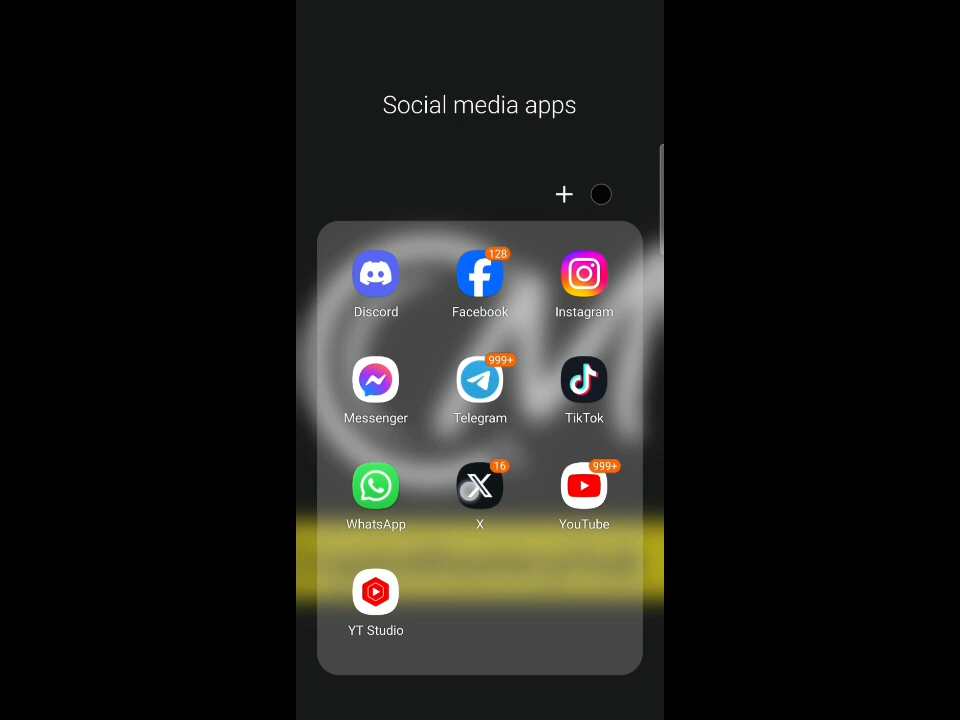 Social media apps
128
Discord
Facebook
Instagram
999+
Messenger
Telegram
TikTok
16
999+
WhatsApp
X
YouTube
YT Studio